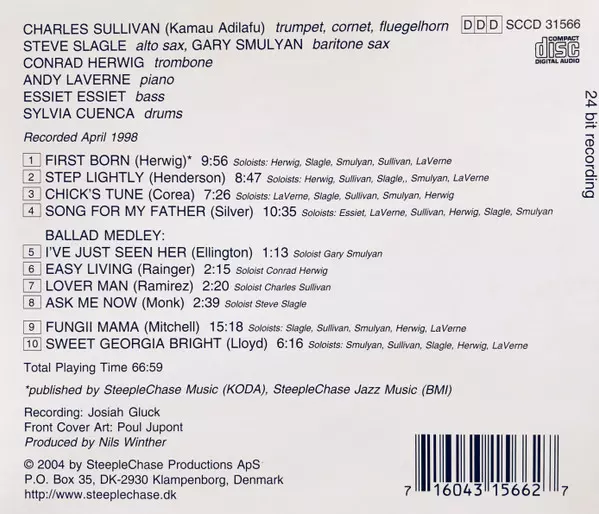 CHARLES SULLIVAN (Kamau Adilafu) trumpet, cornet, fluegelhorn
DDD SCCD 31566
STEVE SLAGLE alto sax, GARY SMULYAN baritone sax
COMPACT disc DIGITAL AUDIO
CONRAD HERWIG trombone
ANDY LAVERNE piano
ESSIET ESSIET bass
SYLVIA CUENCA drums
24 bit recording
Recorded April 1998
1 FIRST BORN (Herwig)* 9:56 Soloists: Herwig, Slagle, Smulyan, Sullivan, LaVerne
2 STEP LIGHTLY (Henderson) 8:47 Soloists: Herwig, Sullivan, Slagle,, Smulyan,, LaVerne
3 CHICK'S TUNE (Corea) 7:26 Soloists: LaVerne, Slagle, Sullivan, Smulyan, Herwig
4 SONG FOR MY FATHER (Silver) 10:35 Soloists: Essiet, LaVerne, Sullivan, Herwig, Slagle, Smulyan
BALLAD MEDLEY:
5 I'VE JUST SEEN HER (Ellington) 1:13 Soloist Gary Smulyan
6 EASY LIVING (Rainger) 2:15 Soloist Conrad Herwig
7 LOVER MAN (Ramirez) 2:20 Soloist Charles Sullivan
8 ASK ME NOW (Monk) 2:39 Soloist Steve Slagle
9 FUNGII MAMA (Mitchell) 15:18 Soloists: Slagle, Sullivan, Smulyan, Herwig, LaVerne
10 SWEET GEORGIA BRIGHT (Lloyd) 6:16 Soloists: Smulyan, Sullivan, Slagle, Herwig, LaVerne
Total Playing Time 66:59
*published by SteepleChase Music (KODA), SteepleChase Jazz Music (BMI)
Recording: Josiah Gluck
Front Cover Art: Poul Jupont
Produced by Nils Winther
© 2004 by SteepleChase Productions ApS
P.O. Box 35, DK-2930 Klampenborg, Denmark
http://www.steeplechase.dk
7 16043 15662 7